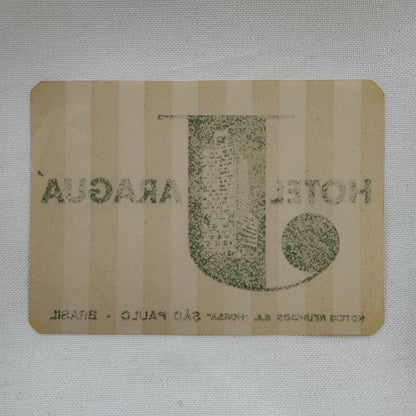 HOTEL JARAGUÁ
HOTEIS REUNIDOS S.A. "HORSA" SÃO PAULO - BRASIL